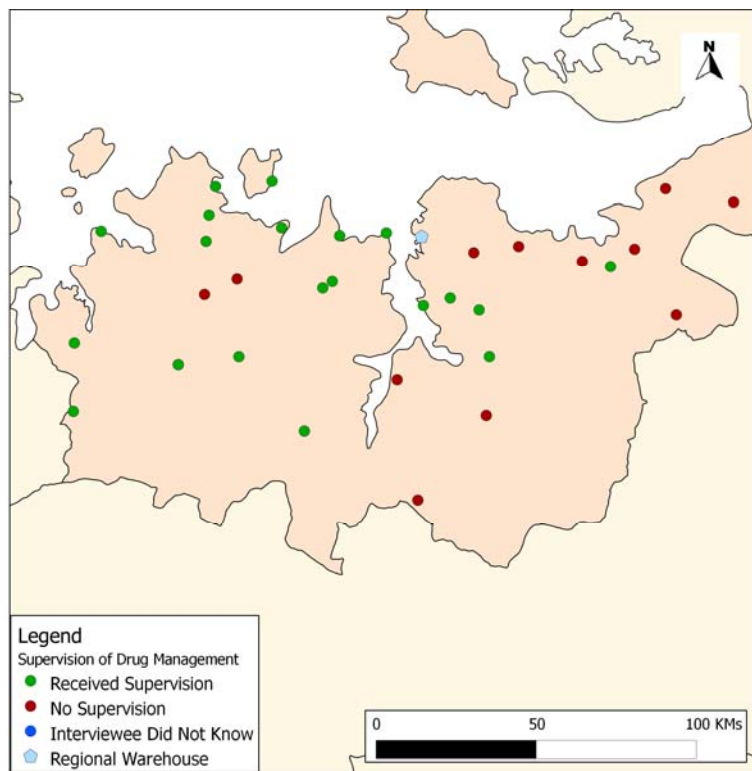 N
Legend
Supervision of Drug Management
Received Supervision
No Supervision
Interviewee Did Not Know
Regional Warehouse
0 50 100 KMs